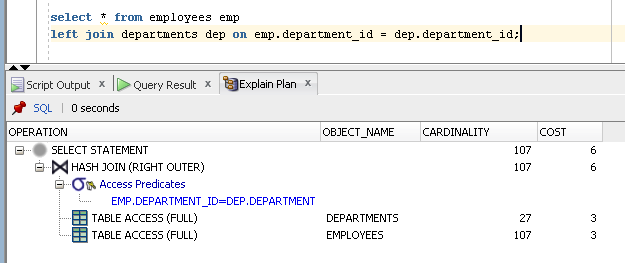 select * from employees emp
left join departments dep on emp.department_id = dep.department_id;
Script Output x Query Result x Explain Plan x
SQL | 0 seconds
OPERATION OBJECT_NAME CARDINALITY COST
SELECT STATEMENT 107 6
HASH JOIN (RIGHT OUTER) 107 6
Access Predicates
EMP.DEPARTMENT_ID=DEP.DEPARTMENT
TABLE ACCESS (FULL) DEPARTMENTS 27 3
TABLE ACCESS (FULL) EMPLOYEES 107 3